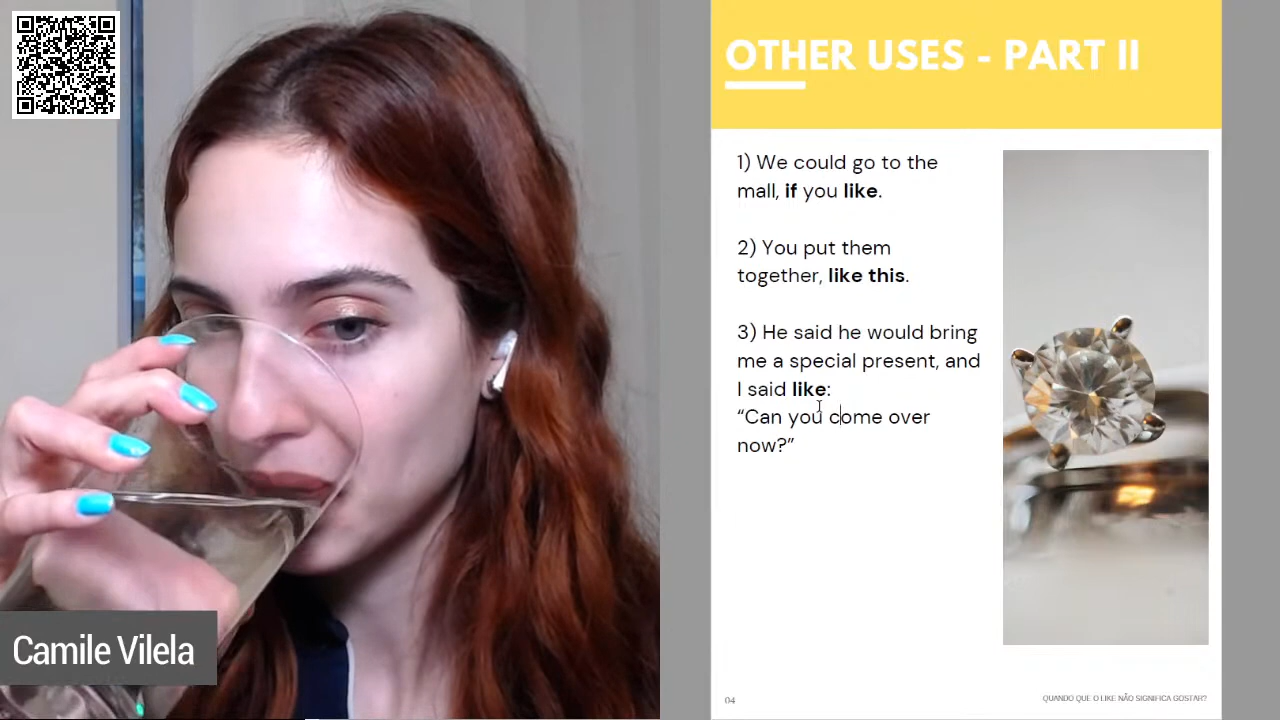 OTHER USES - PART II
1) We could go to the
mall, if you like.
2) You put them
together, like this.
3) He said he would bring
me a special present, and
I said like:
“Can you come over
now?”
Camile Vilela
04
QUANDO QUE O LIKE NÃO SIGNIFICA GOSTAR?